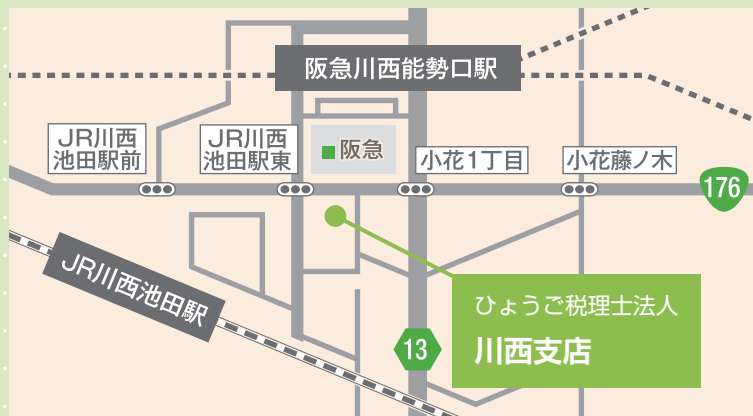 阪急川西能勢口駅
JR川西
池田駅前
JR川西
池田駅東
阪急
小花1丁目
小花藤ノ木
176
JR川西池田駅
ひょうご税理士法人
川西支店
13